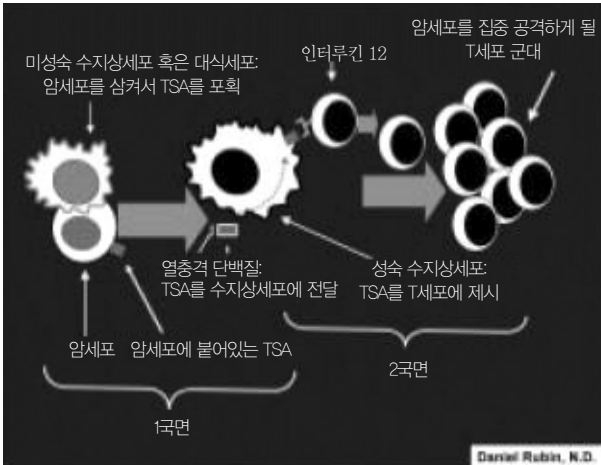 미성숙 수지상세포 혹은 대식세포:
암세포를 삼켜서 TSA를 포획
인터루킨 12
암세포를 집중 공격하게 될
T세포 군대
열충격 단백질:
TSA를 수지상세포에 전달
성숙 수지상세포:
TSA를 T세포에 제시
암세포
암세포에 붙어있는 TSA
1국면
2국면
Daniel Rubin, N.D.